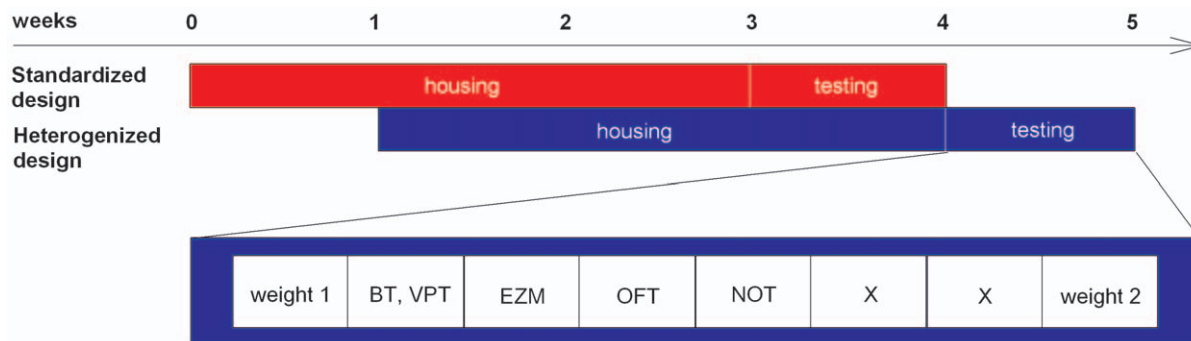 weeks 0 1 2 3 4 5
Standardized
design
housing testing
Heterogenized
design
housing testing
weight 1 BT, VPT EZM OFT NOT X X weight 2